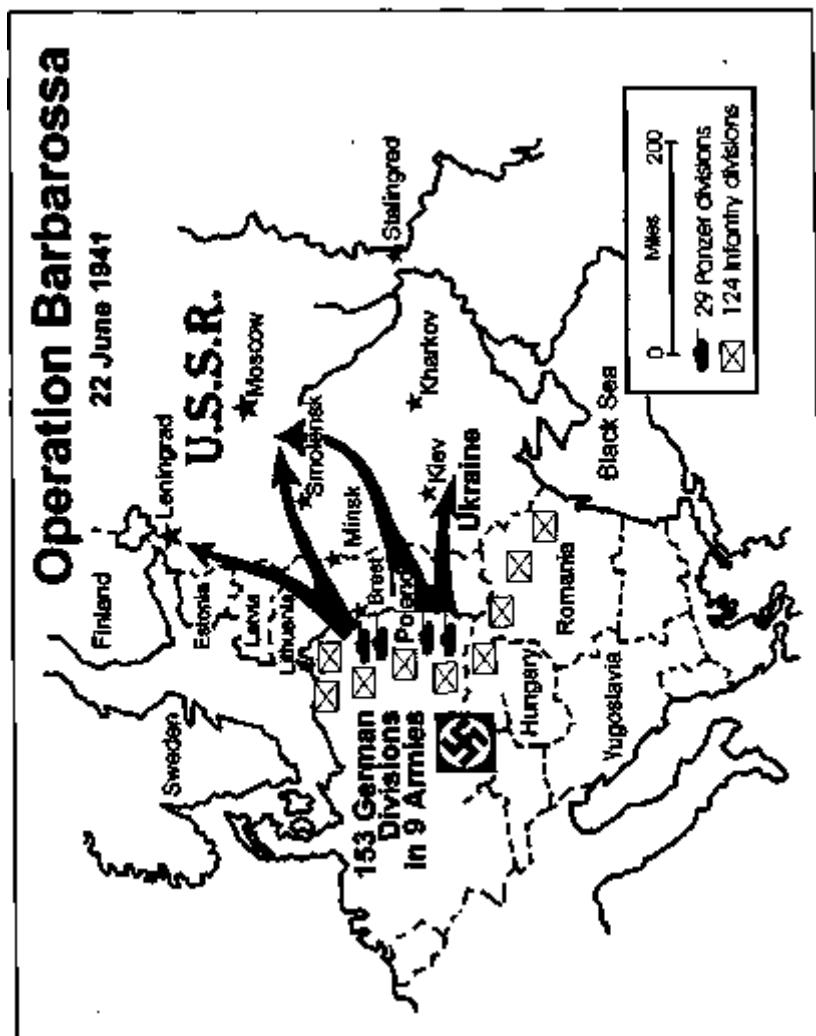 Operation Barbarossa
22 June 1941
U.S.S.R.
Finland
Leningrad
Sweden
Estonia
Latvia
Lithuania
Moscow
Smolensk
Minsk
Brest
Poland
153 German
Divisions
in 9 Armies
Kiev
Ukraine
Kharkov
Stalingrad
Hungary
Romania
Yugoslavia
Black Sea
0 Miles 200
29 Panzer divisions
124 Infantry divisions